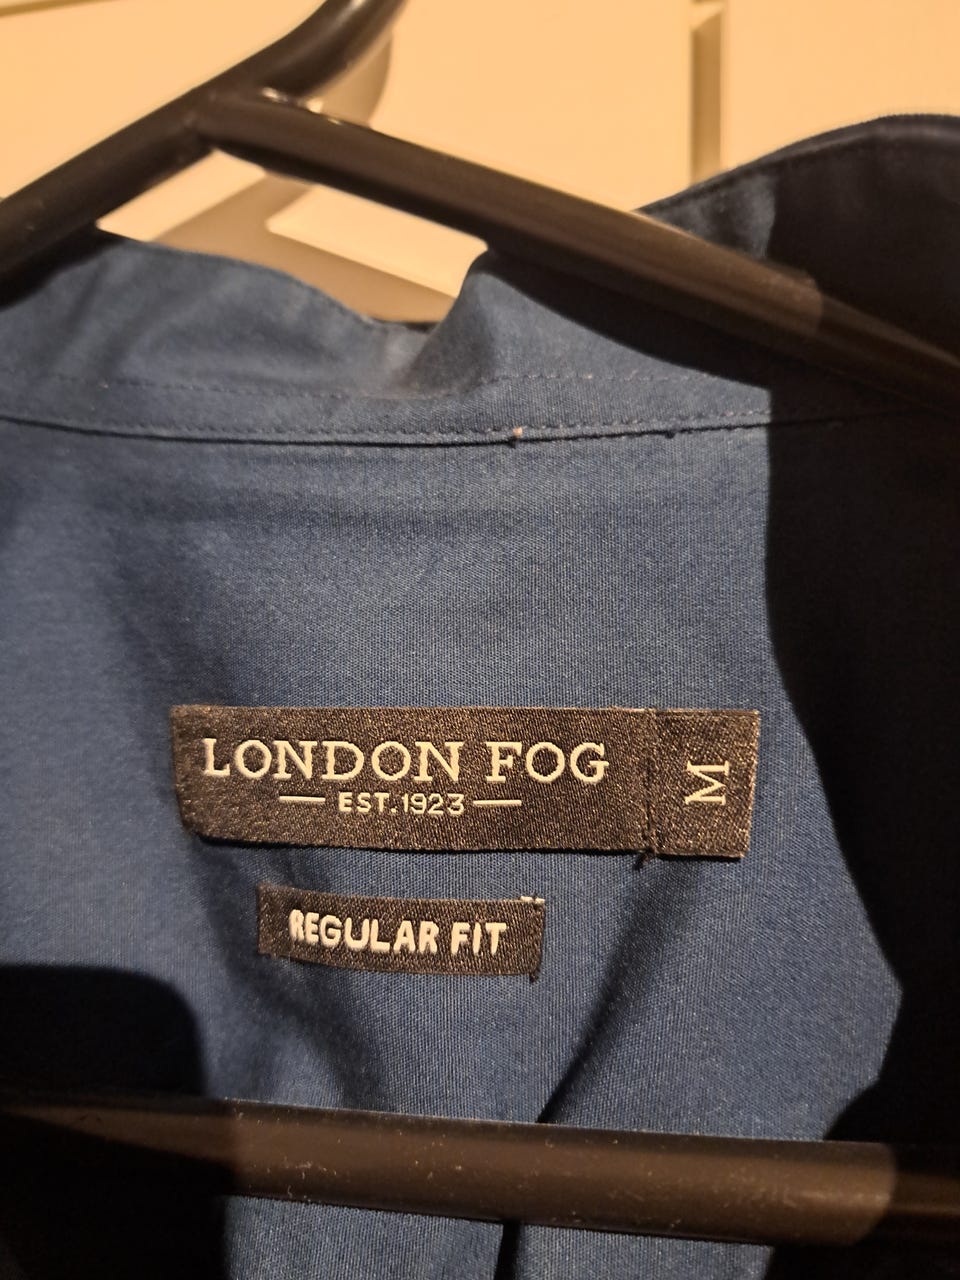 LONDON FOG
EST.1923
M
REGULAR FIT